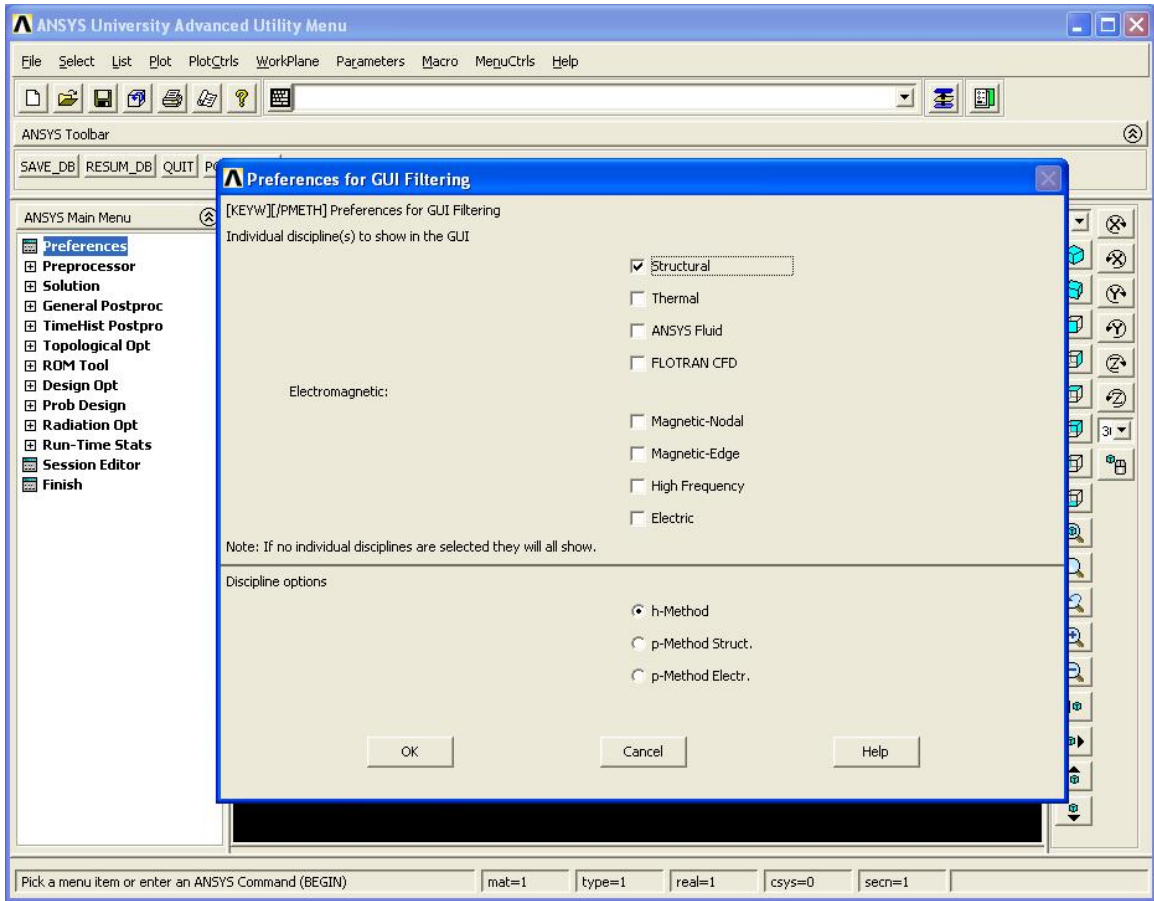 ANSYS University Advanced Utility Menu
File Select List Plot PlotCtrls WorkPlane Parameters Macro MenuCtrls Help
ANSYS Toolbar
SAVE_DB RESUM_DB QUIT
Preferences for GUI Filtering
ANSYS Main Menu
Preferences
Preprocessor
Solution
General Postproc
TimeHist Postpro
Topological Opt
ROM Tool
Design Opt
Prob Design
Radiation Opt
Run-Time Stats
Session Editor
Finish
[KEYW][/PMETH] Preferences for GUI Filtering
Individual discipline(s) to show in the GUI
Structural
Thermal
ANSYS Fluid
FLOTRAN CFD
Electromagnetic:
Magnetic-Nodal
Magnetic-Edge
High Frequency
Electric
Note: If no individual disciplines are selected they will all show.
Discipline options
h-Method
p-Method Struct.
p-Method Electr.
OK Cancel Help
Pick a menu item or enter an ANSYS Command (BEGIN) mat=1 type=1 real=1 csys=0 secn=1